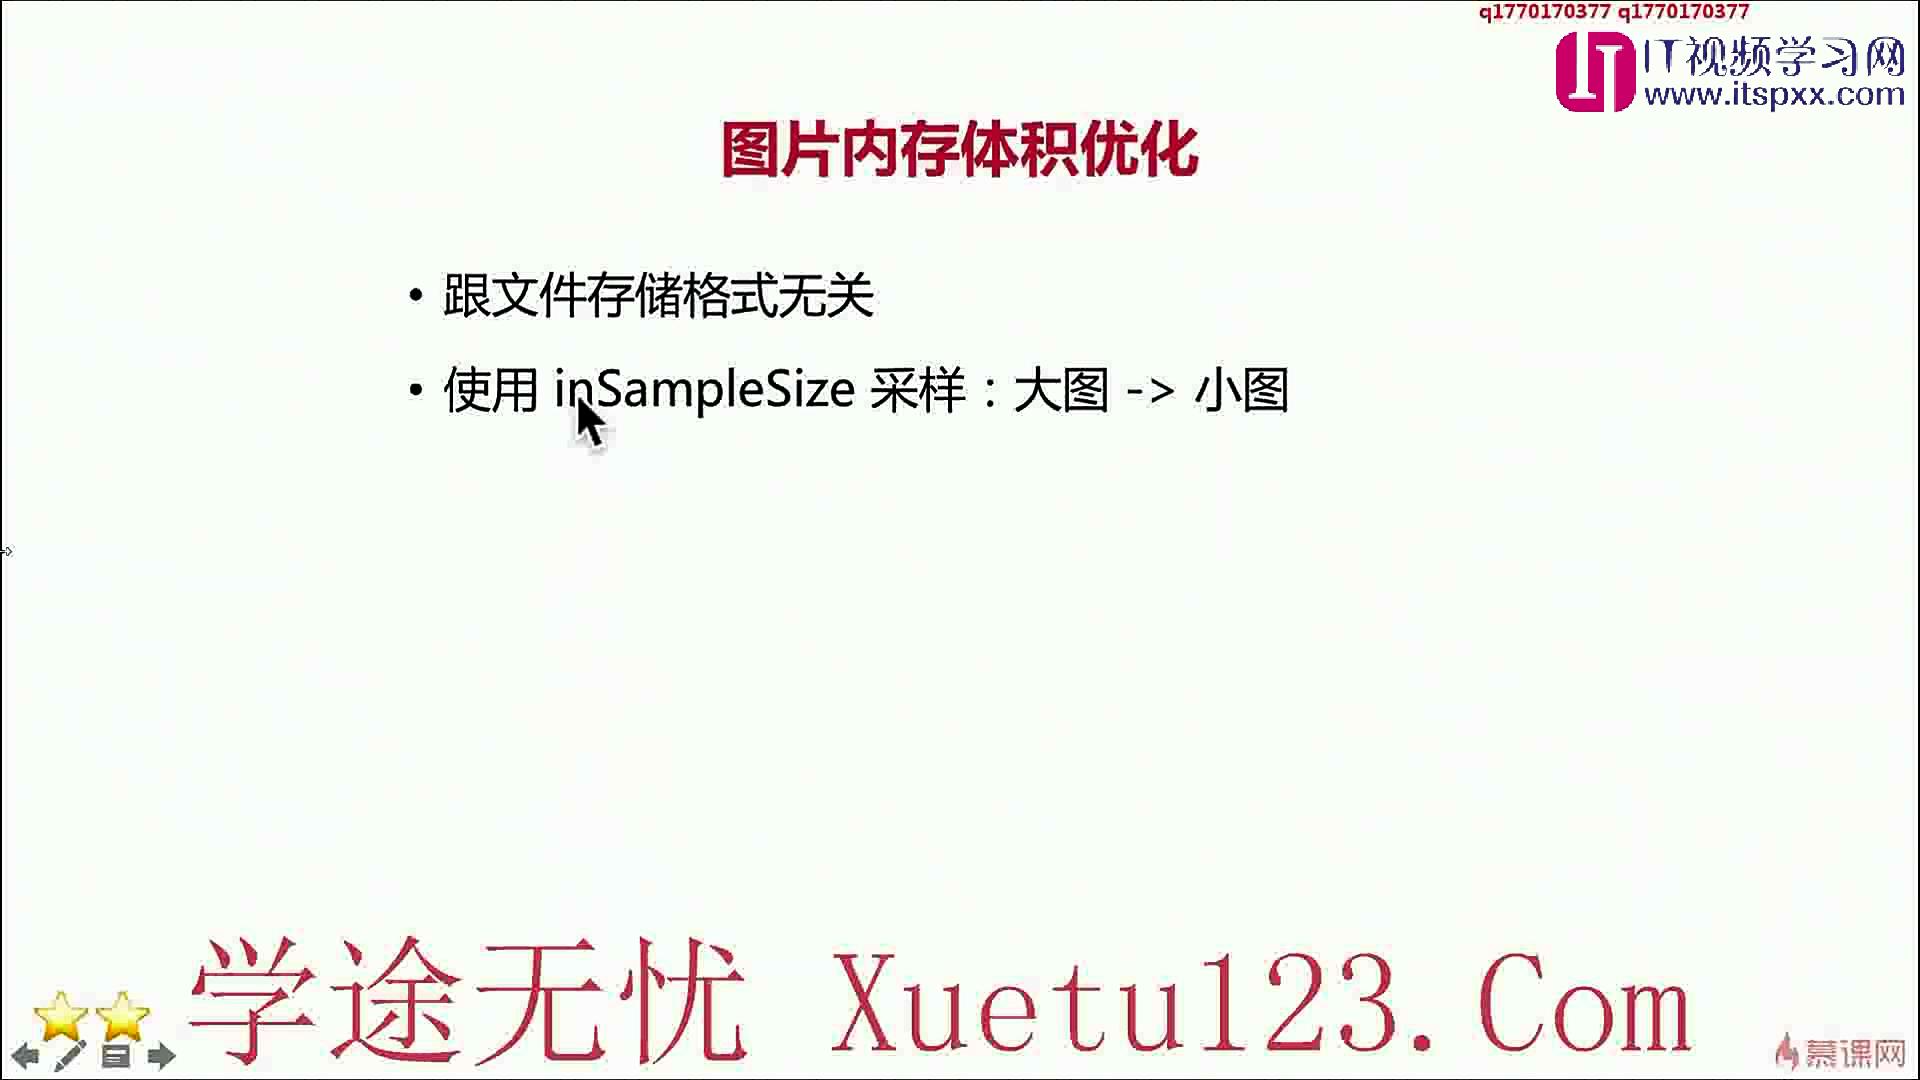 q1770170377 q1770170377
IT视频学习网
www.itspxx.com
图片内存体积优化
• 跟文件存储格式无关
• 使用 inSampleSize 采样：大图 -> 小图
学途无忧 Xuetu123.Com
慕课网